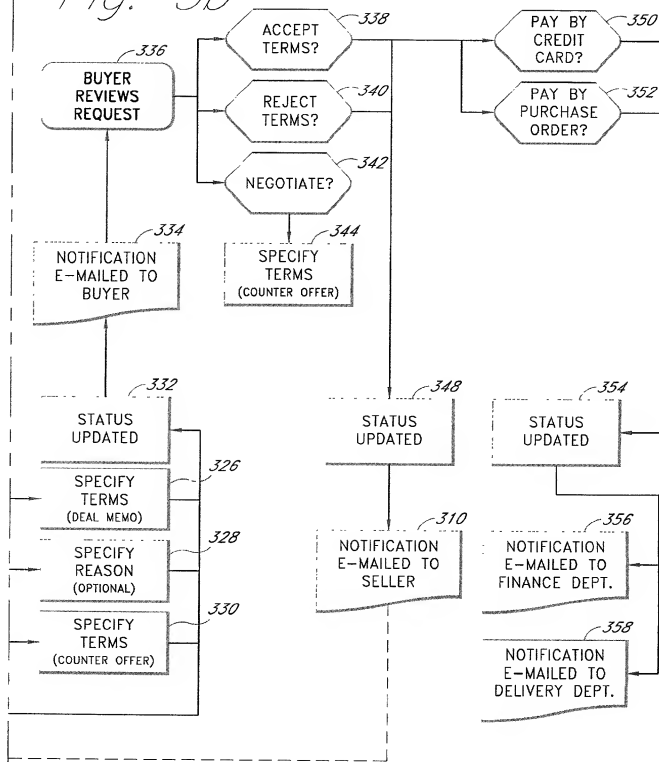 Fig. 3b
336
BUYER
REVIEWS
REQUEST
338
ACCEPT
TERMS?
340
REJECT
TERMS?
342
NEGOTIATE?
344
SPECIFY
TERMS
(COUNTER OFFER)
350
PAY BY
CREDIT
CARD?
352
PAY BY
PURCHASE
ORDER?
334
NOTIFICATION
E-MAILED TO
BUYER
332
STATUS
UPDATED
326
SPECIFY
TERMS
(DEAL MEMO)
328
SPECIFY
REASON
(OPTIONAL)
330
SPECIFY
TERMS
(COUNTER OFFER)
348
STATUS
UPDATED
310
NOTIFICATION
E-MAILED TO
SELLER
354
STATUS
UPDATED
356
NOTIFICATION
E-MAILED TO
FINANCE DEPT.
358
NOTIFICATION
E-MAILED TO
DELIVERY DEPT.